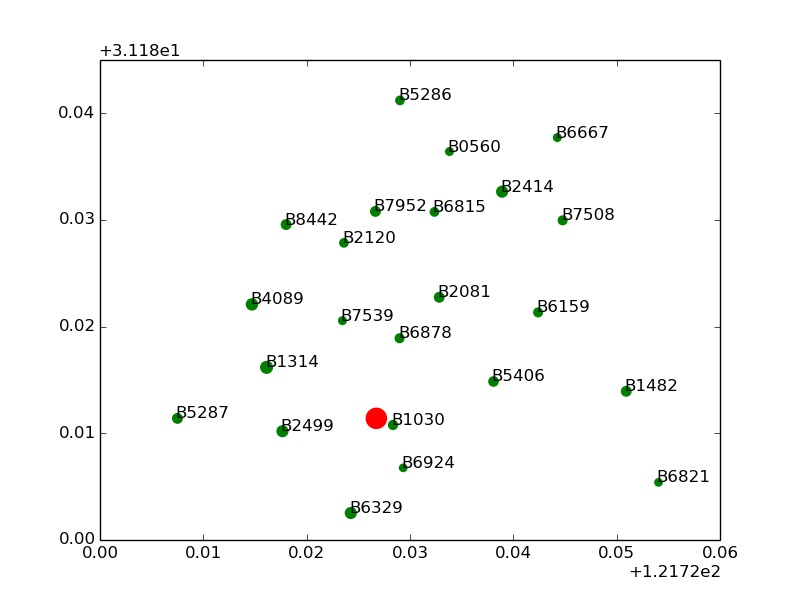 +3.118e1
B5286
0.04
B6667
B0560
B2414
B7952
B6815
B7508
0.03
B8442
B2120
B4089
B2081
B6159
B7539
0.02
B6878
B1314
B5406
B1482
B5287
B1030
B2499
0.01
B6924
B6821
B6329
0.00
0.00 0.01 0.02 0.03 0.04 0.05 0.06
+1.2172e2